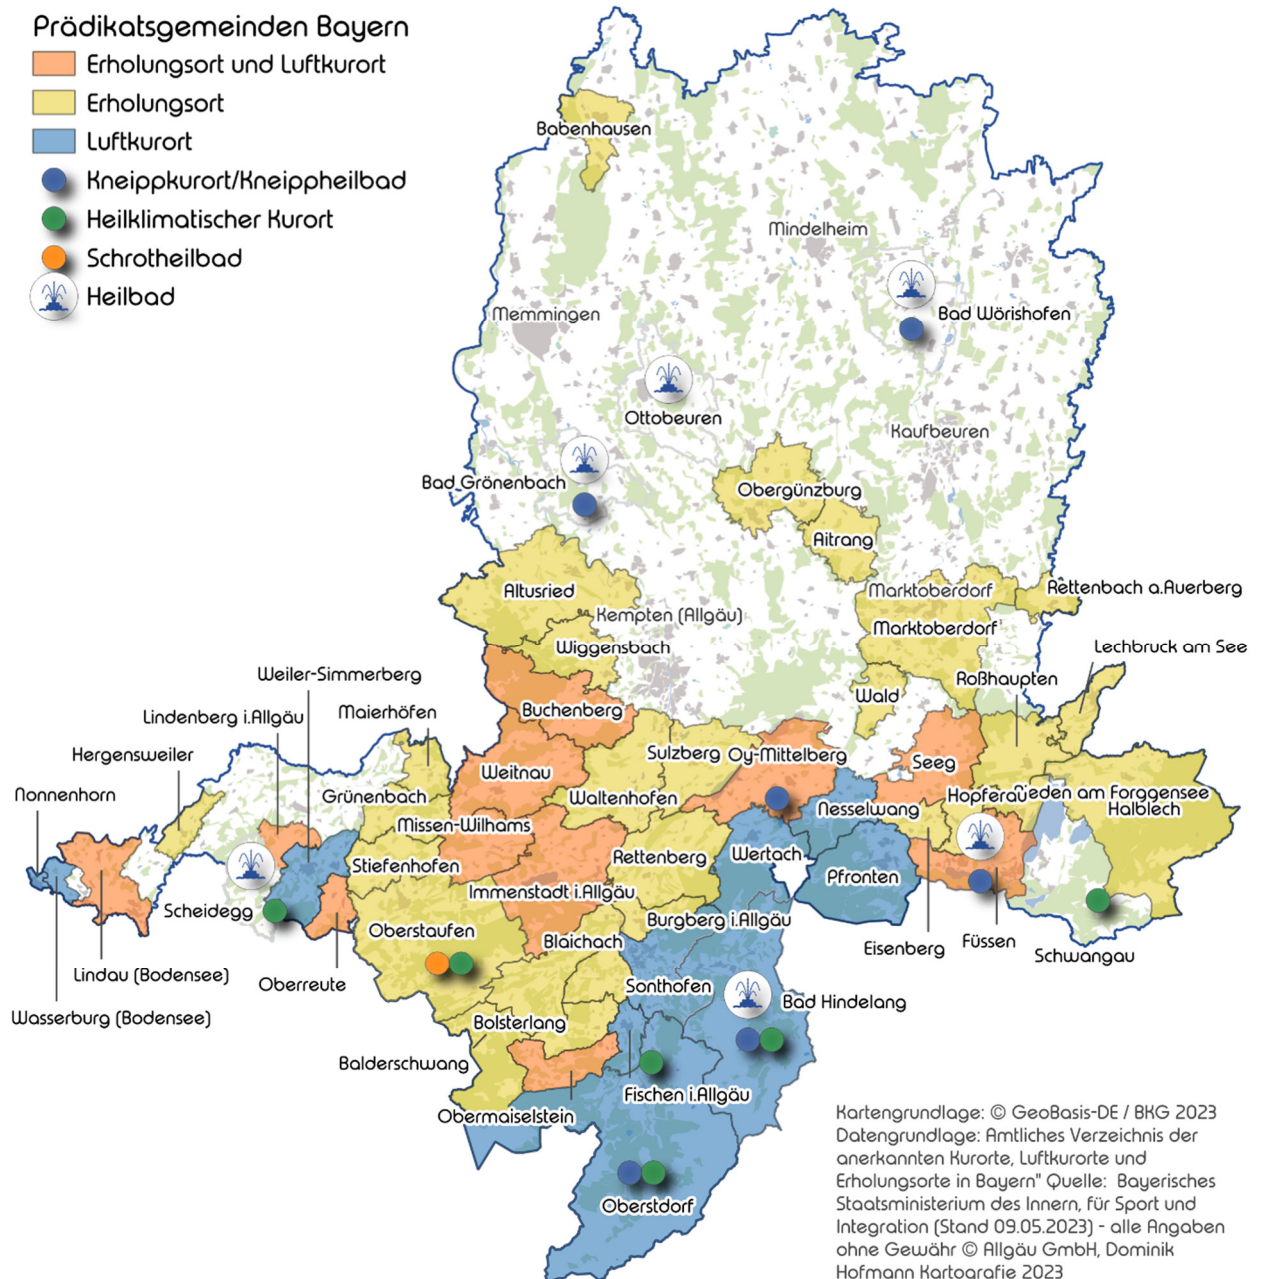 Prädikatsgemeinden Bayern
Erholungsort und Luftkurort
Erholungsort
Luftkurort
Kneippkurort/Kneippheilbad
Heilklimatischer Kurort
Schrotheilbad
Heilbad
Babenhausen
Mindelheim
Memmingen
Bad Wörishofen
Ottobeuren
Kaufbeuren
Bad Grönenbach
Obergünzburg
Aitrang
Altusried
Marktoberdorf
Rettenbach a.Auerberg
Kempten (Allgäu)
Marktoberdorf
Wiggensbach
Lechbruck am See
Weiler-Simmerberg
Roßhaupten
Wald
Buchenberg
Lindenberg i.Allgäu
Maierhöfen
Hergensweiler
Sulzberg
Oy-Mittelberg
Seeg
Weitnau
Nonnenhorn
Grünenbach
Waltenhofen
Hopferau
ieden am Forggensee
Nesselwang
Halblech
Missen-Wilhams
Rettenberg
Wertach
Stiefenhofen
Pfronten
Immenstadt i.Allgäu
Scheidegg
Burgberg i.Allgäu
Oberstaufen
Blaichach
Füssen
Eisenberg
Schwangau
Lindau (Bodensee)
Oberreute
Sonthofen
Bad Hindelang
Wasserburg (Bodensee)
Bolsterlang
Balderschwang
Fischen i.Allgäu
Obermaiselstein
Oberstdorf
Kartengrundlage: © GeoBasis-DE / BKG 2023
Datengrundlage: Amtliches Verzeichnis der
anerkannten Kurorte, Luftkurorte und
Erholungsorte in Bayern" Quelle: Bayerisches
Staatsministerium des Innern, für Sport und
Integration (Stand 09.05.2023) - alle Angaben
ohne Gewähr © Allgäu GmbH, Dominik
Hofmann Kartografie 2023